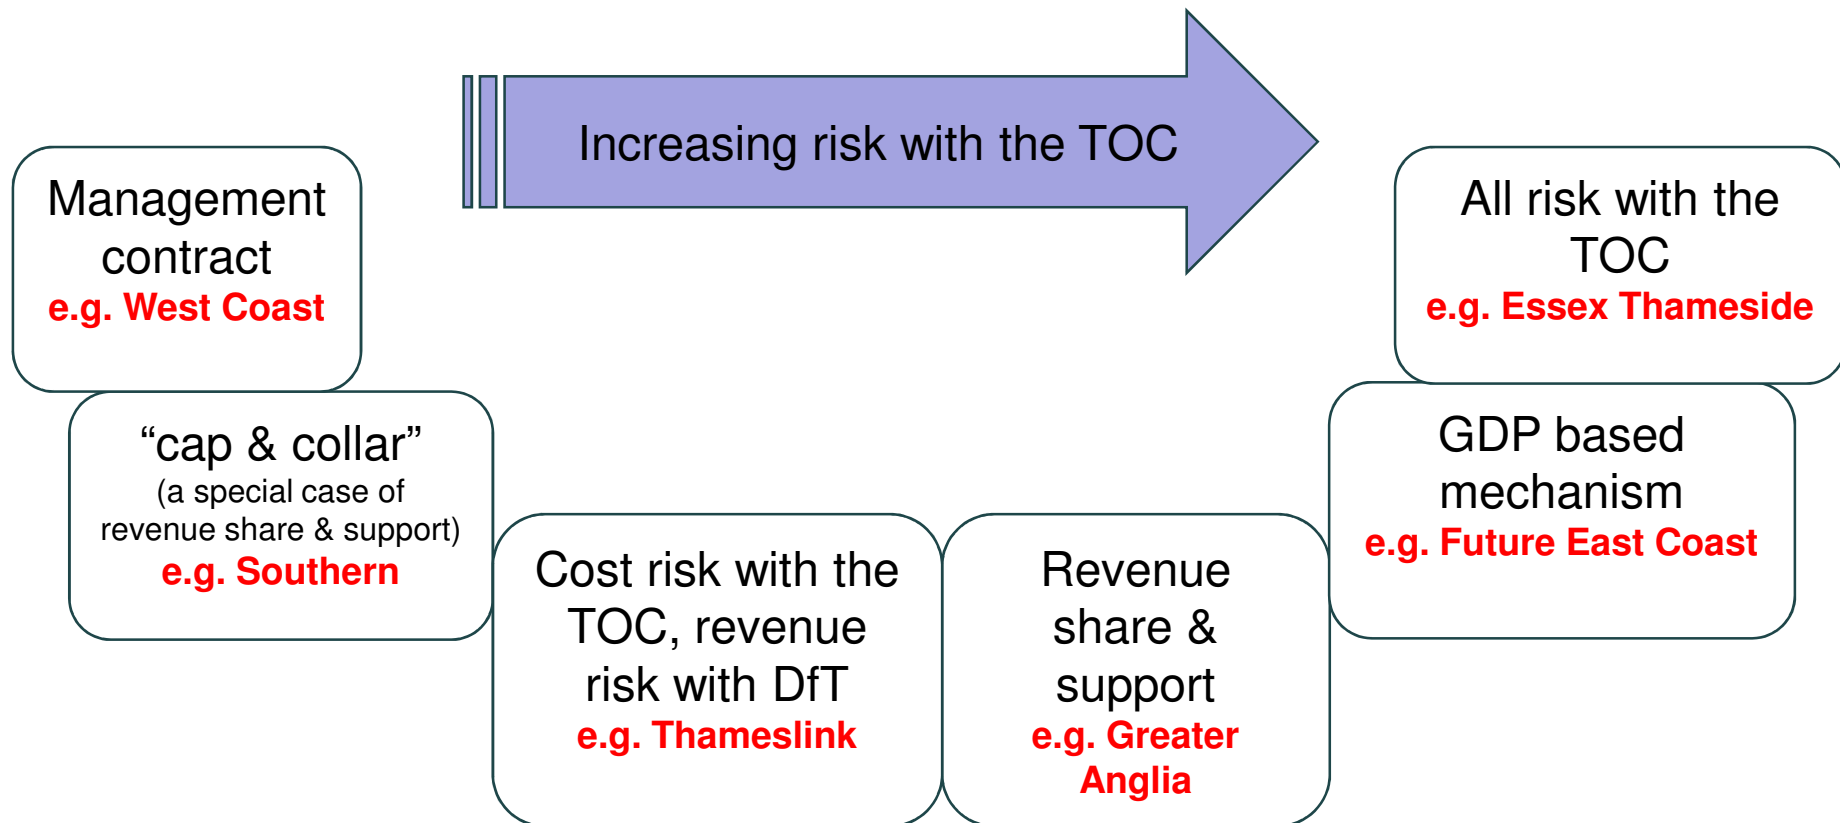 Increasing risk with the TOC
Management
contract
e.g. West Coast
“cap & collar”
(a special case of
revenue share & support)
e.g. Southern
Cost risk with the
TOC, revenue
risk with DfT
e.g. Thameslink
Revenue
share &
support
e.g. Greater
Anglia
GDP based
mechanism
e.g. Future East Coast
All risk with the
TOC
e.g. Essex Thameside